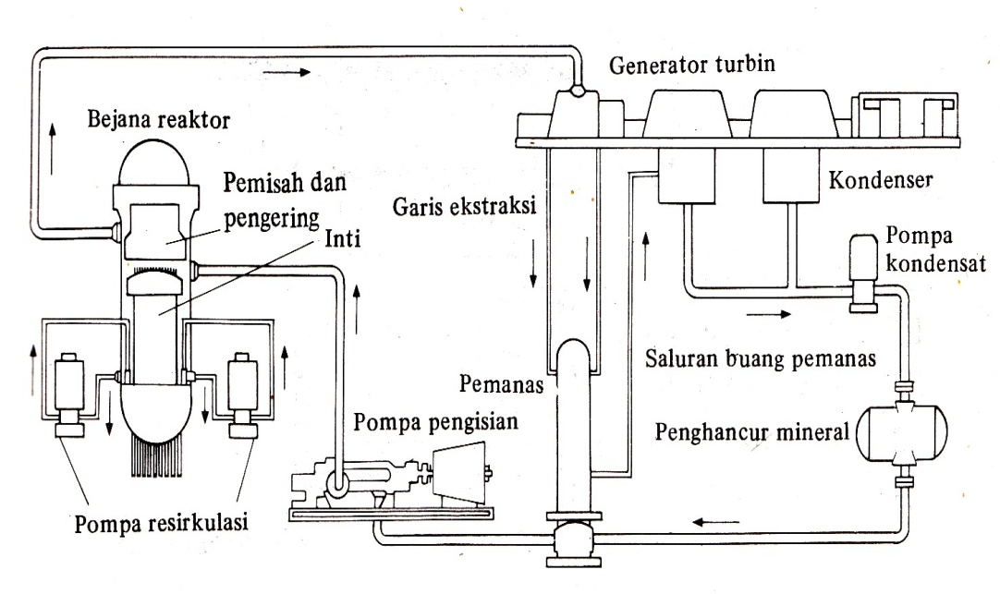 Generator turbin
Bejana reaktor
Pemisah dan
pengering
Inti
Garis ekstraksi
Kondenser
Pompa
kondensat
Saluran buang pemanas
Pemanas
Penghancur mineral
Pompa pengisian
Pompa resirkulasi